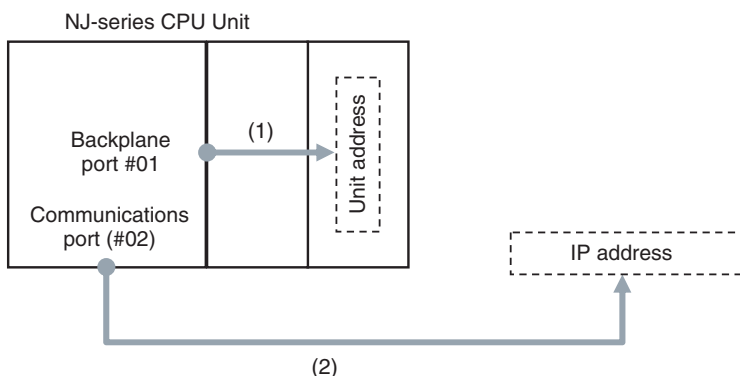 NJ-series CPU Unit
Backplane
port #01
(1)
Unit address
Communications
port (#02)
IP address
(2)